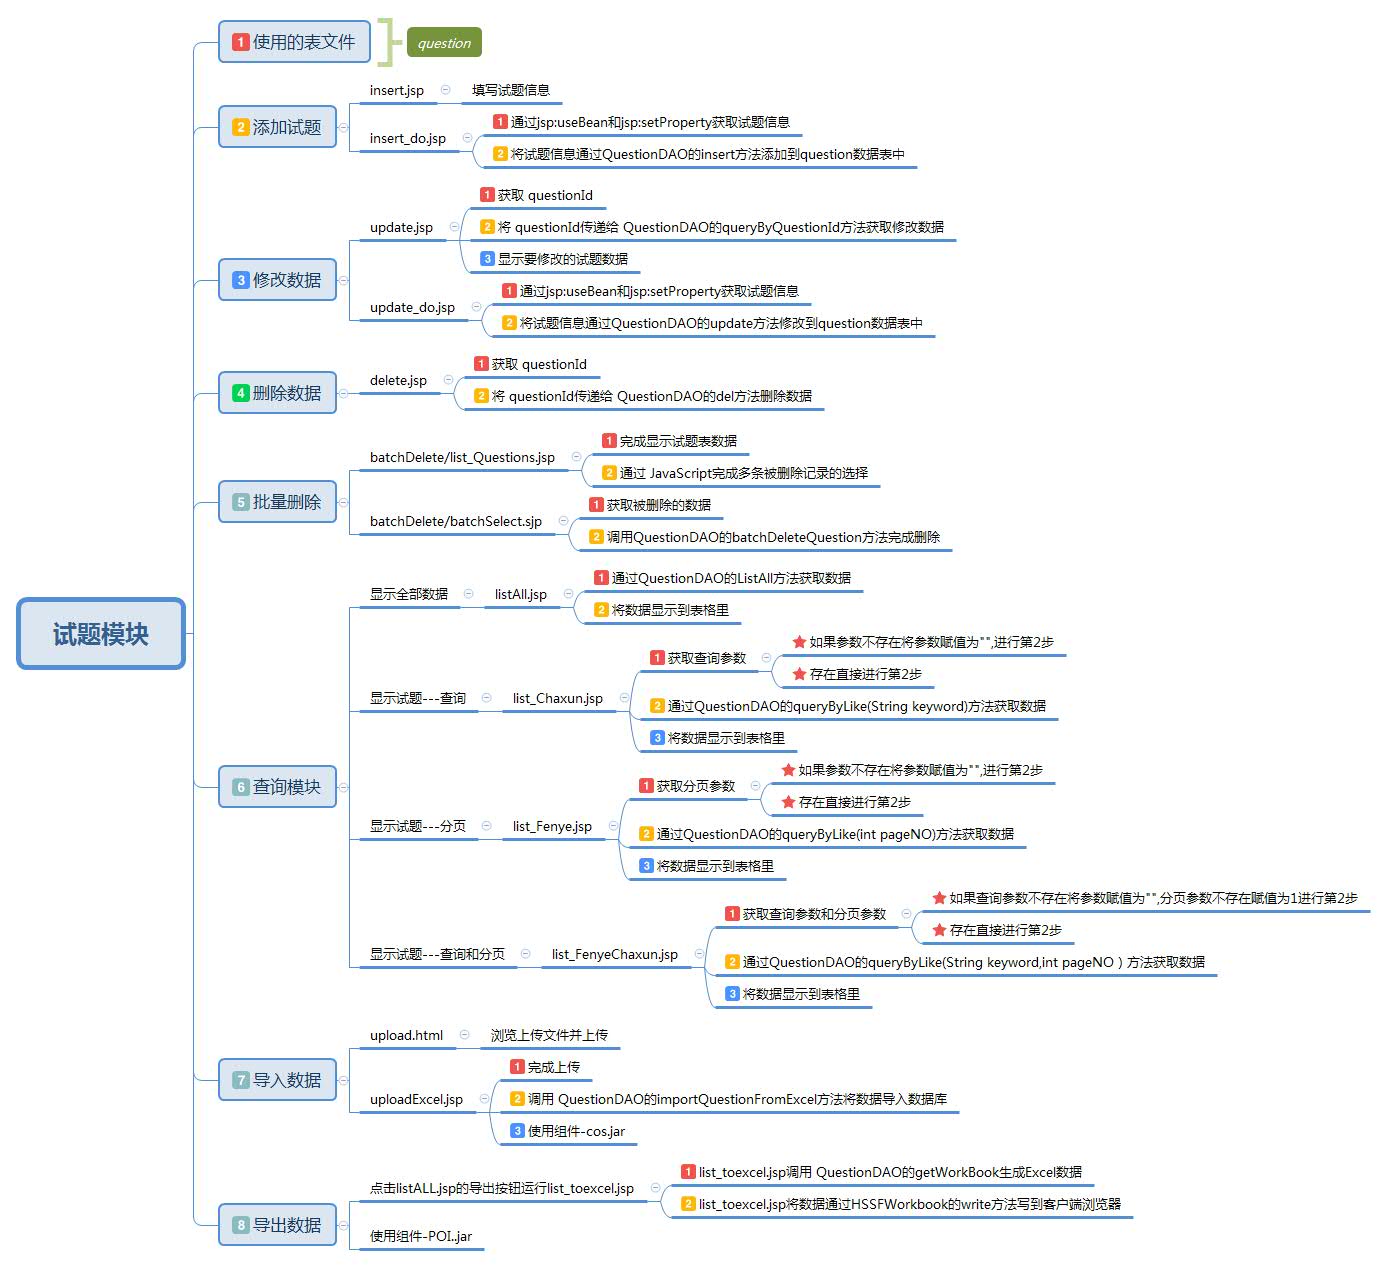 试题模块
1 使用的表文件
question
2 添加试题
insert.jsp
填写试题信息
insert_do.jsp
1 通过jsp:useBean和jsp:setProperty获取试题信息
2 将试题信息通过QuestionDAO的insert方法添加到question数据表中
3 修改数据
update.jsp
1 获取 questionId
2 将 questionId传递给 QuestionDAO的queryByQuestionId方法获取修改数据
3 显示要修改的试题数据
update_do.jsp
1 通过jsp:useBean和jsp:setProperty获取试题信息
2 将试题信息通过QuestionDAO的update方法修改到question数据表中
4 删除数据
delete.jsp
1 获取 questionId
2 将 questionId传递给 QuestionDAO的del方法删除数据
5 批量删除
batchDelete/list_Questions.jsp
1 完成显示试题表数据
2 通过 JavaScript完成多条被删除记录的选择
batchDelete/batchSelect.sjp
1 获取被删除的数据
2 调用QuestionDAO的batchDeleteQuestion方法完成删除
6 查询模块
显示全部数据
listAll.jsp
1 通过QuestionDAO的ListAll方法获取数据
2 将数据显示到表格里
显示试题---查询
list_Chaxun.jsp
1 获取查询参数
如果参数不存在将参数赋值为"",进行第2步
存在直接进行第2步
2 通过QuestionDAO的queryByLike(String keyword)方法获取数据
3 将数据显示到表格里
显示试题---分页
list_Fenye.jsp
1 获取分页参数
如果参数不存在将参数赋值为"",进行第2步
存在直接进行第2步
2 通过QuestionDAO的queryByLike(int pageNO)方法获取数据
3 将数据显示到表格里
显示试题---查询和分页
list_FenyeChaxun.jsp
1 获取查询参数和分页参数
如果查询参数不存在将参数赋值为"",分页参数不存在赋值为1进行第2步
存在直接进行第2步
2 通过QuestionDAO的queryByLike(String keyword,int pageNO ) 方法获取数据
3 将数据显示到表格里
7 导入数据
upload.html
浏览上传文件并上传
uploadExcel.jsp
1 完成上传
2 调用 QuestionDAO的importQuestionFromExcel方法将数据导入数据库
3 使用组件-cos.jar
8 导出数据
点击listALL.jsp的导出按钮运行list_toexcel.jsp
1 list_toexcel.jsp调用 QuestionDAO的getWorkBook生成Excel数据
2 list_toexcel.jsp将数据通过HSSFWorkbook的write方法写到客户端浏览器
使用组件-POI..jar